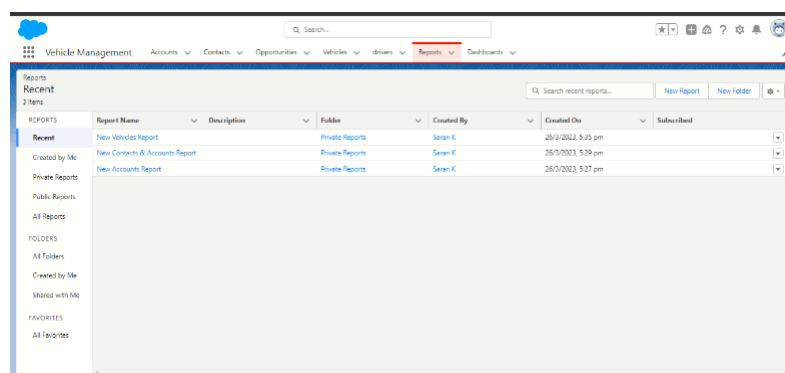 Search...
Vehicle Management Accounts Contacts Opportunities Vehicles drivers Reports Dashboards
Reports
Recent
3 items
Search recent reports...
New Report New Folder
REPORTS Report Name Description Folder Created By Created On Subscribed
Recent New Vehicles Report Private Reports Saran K 26/3/2023, 5:35 pm
Created by Me New Contacts & Accounts Report Private Reports Saran K 26/3/2023, 5:29 pm
Private Reports New Accounts Report Private Reports Saran K 26/3/2023, 5:27 pm
Public Reports
All Reports
FOLDERS
All Folders
Created by Me
Shared with Me
FAVORITES
All Favorites